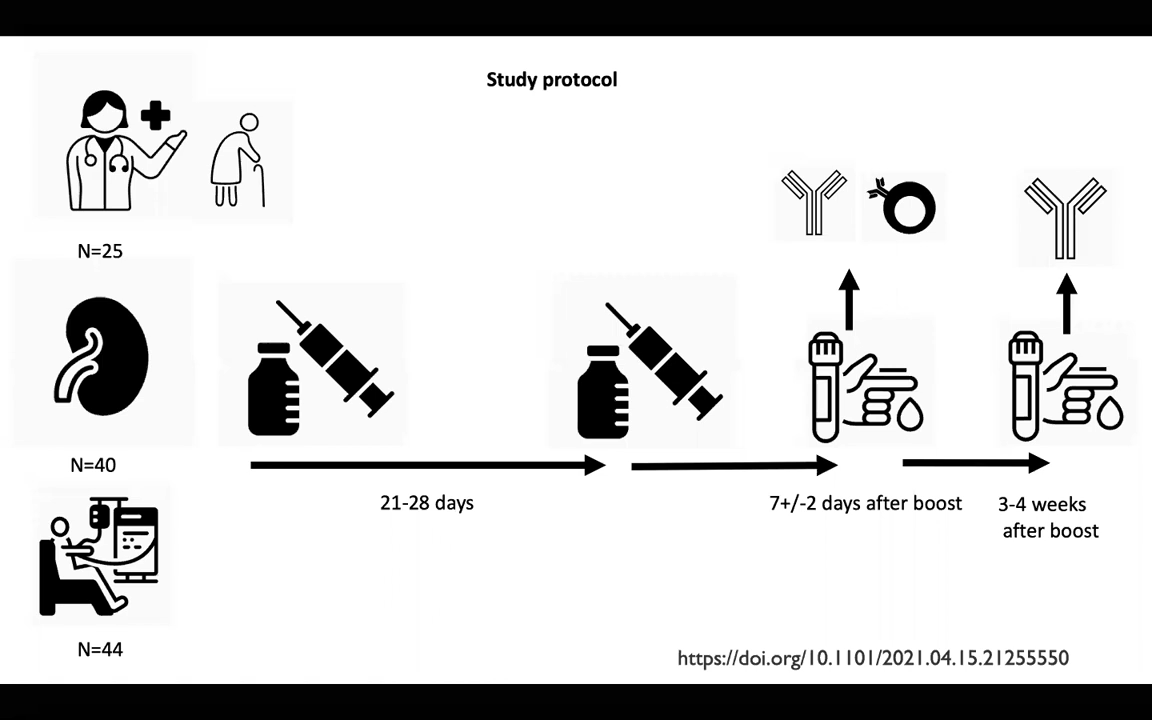 Study protocol
N=25
N=40
21-28 days
7+/-2 days after boost
3-4 weeks
after boost
N=44
https://doi.org/10.1101/2021.04.15.21255550